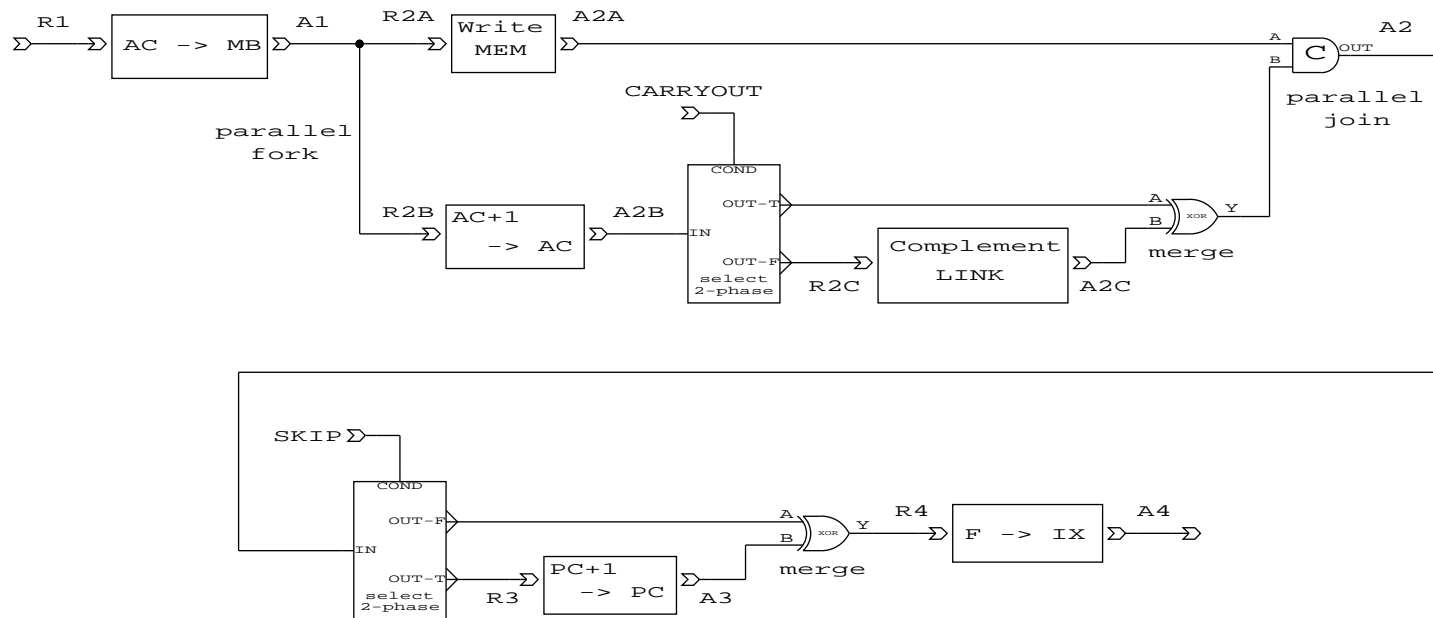 R1
AC -> MB
A1
R2A
Write
MEM
A2A
A
B
C
OUT
A2
parallel
join
parallel
fork
CARRYOUT
COND
OUT-T
IN
OUT-F
select
2-phase
R2B
AC+1
-> AC
A2B
R2C
Complement
LINK
A2C
A
B
XOR
Y
merge
SKIP
COND
OUT-F
IN
OUT-T
select
2-phase
R3
PC+1
-> PC
A3
A
B
XOR
Y
merge
R4
F -> IX
A4